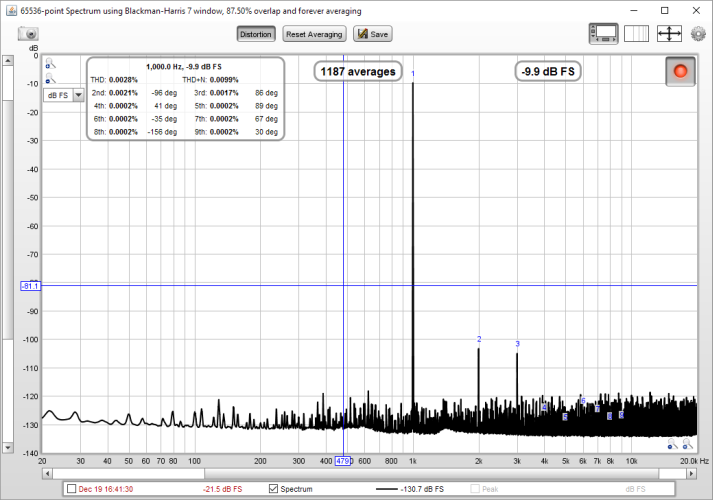 65536-point Spectrum using Blackman-Harris 7 window, 87.50% overlap and forever averaging
Distortion Reset Averaging Save
dB
1,000.0 Hz, -9.9 dB FS
THD: 0.0028% THD+N: 0.0099%
2nd: 0.0021% -96 deg 3rd: 0.0017% 86 deg
4th: 0.0002% 41 deg 5th: 0.0002% 89 deg
6th: 0.0002% -35 deg 7th: 0.0002% 67 deg
8th: 0.0002% -156 deg 9th: 0.0002% 30 deg
1187 averages
-9.9 dB FS
dB FS
0
-10
-20
-30
-40
-50
-60
-70
-80
-81.1
-90
-100
-110
-120
-130
-140
1
2
3
4
5
6
7
8
9
20 30 40 50 60 70 80 100 200 300 400 479 600 800 1k 2k 3k 4k 5k 6k 7k 8k 10k 20.0k Hz
Dec 19 16:41:30 -21.5 dB FS Spectrum -130.7 dB FS Peak dB FS